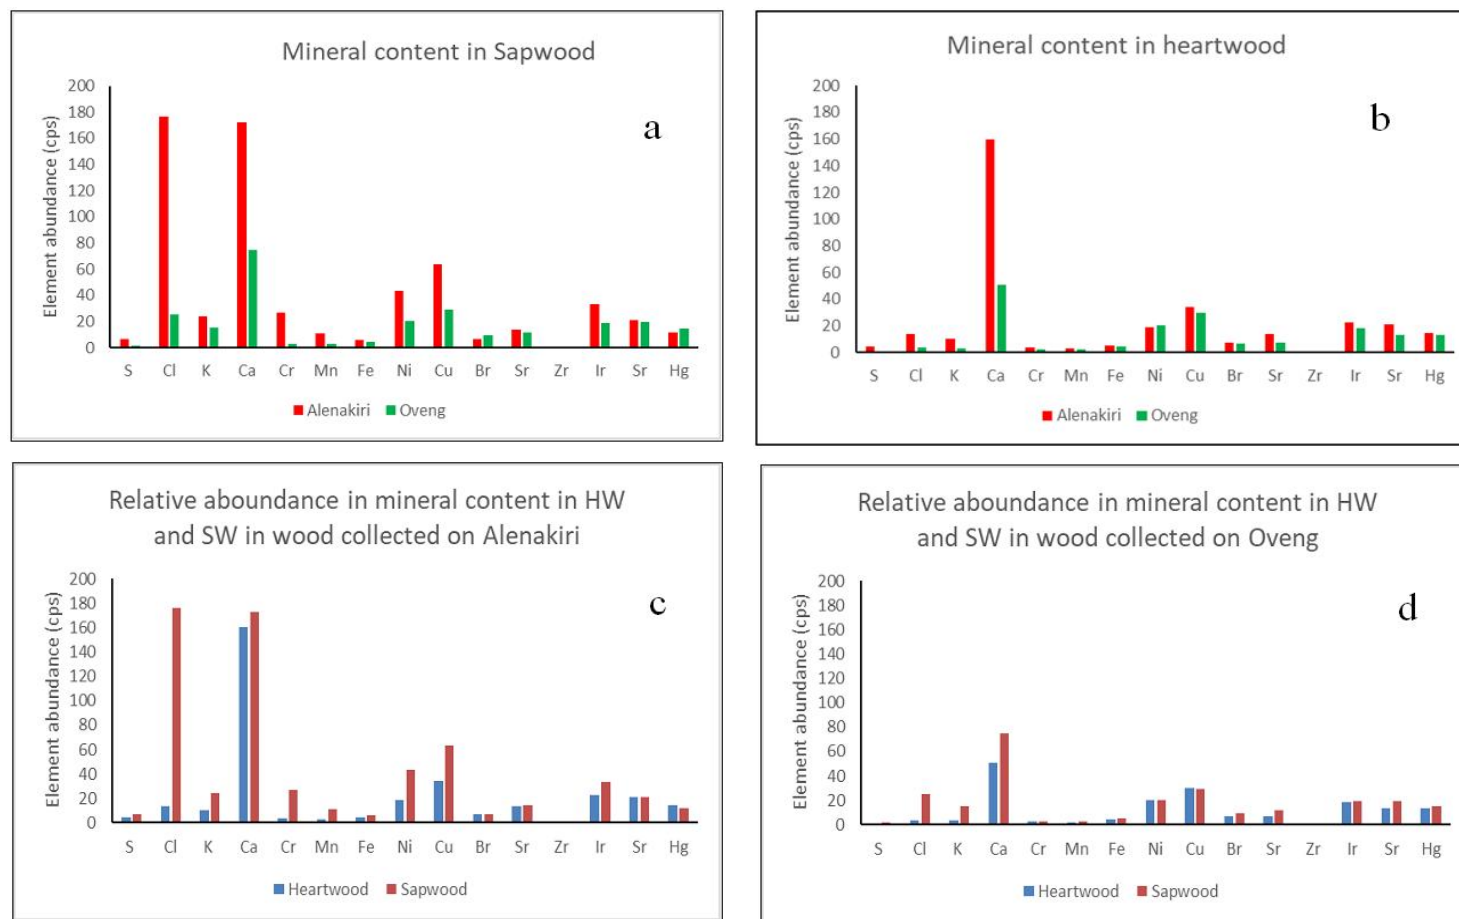 Mineral content in Sapwood
a
Element abundance (cps)
200
180
160
140
120
100
80
60
40
20
0
S Cl K Ca Cr Mn Fe Ni Cu Br Sr Zr Ir Sr Hg
Alenakiri Oveng
Mineral content in heartwood
b
Element abundance (cps)
200
180
160
140
120
100
80
60
40
20
0
S Cl K Ca Cr Mn Fe Ni Cu Br Sr Zr Ir Sr Hg
Alenakiri Oveng
Relative aboundance in mineral content in HW
and SW in wood collected on Alenakiri
c
Element abundance (cps)
200
180
160
140
120
100
80
60
40
20
0
S Cl K Ca Cr Mn Fe Ni Cu Br Sr Zr Ir Sr Hg
Heartwood Sapwood
Relative aboundance in mineral content in HW
and SW in wood collected on Oveng
d
Element abundance (cps)
200
180
160
140
120
100
80
60
40
20
0
S Cl K Ca Cr Mn Fe Ni Cu Br Sr Zr Ir Sr Hg
Heartwood Sapwood